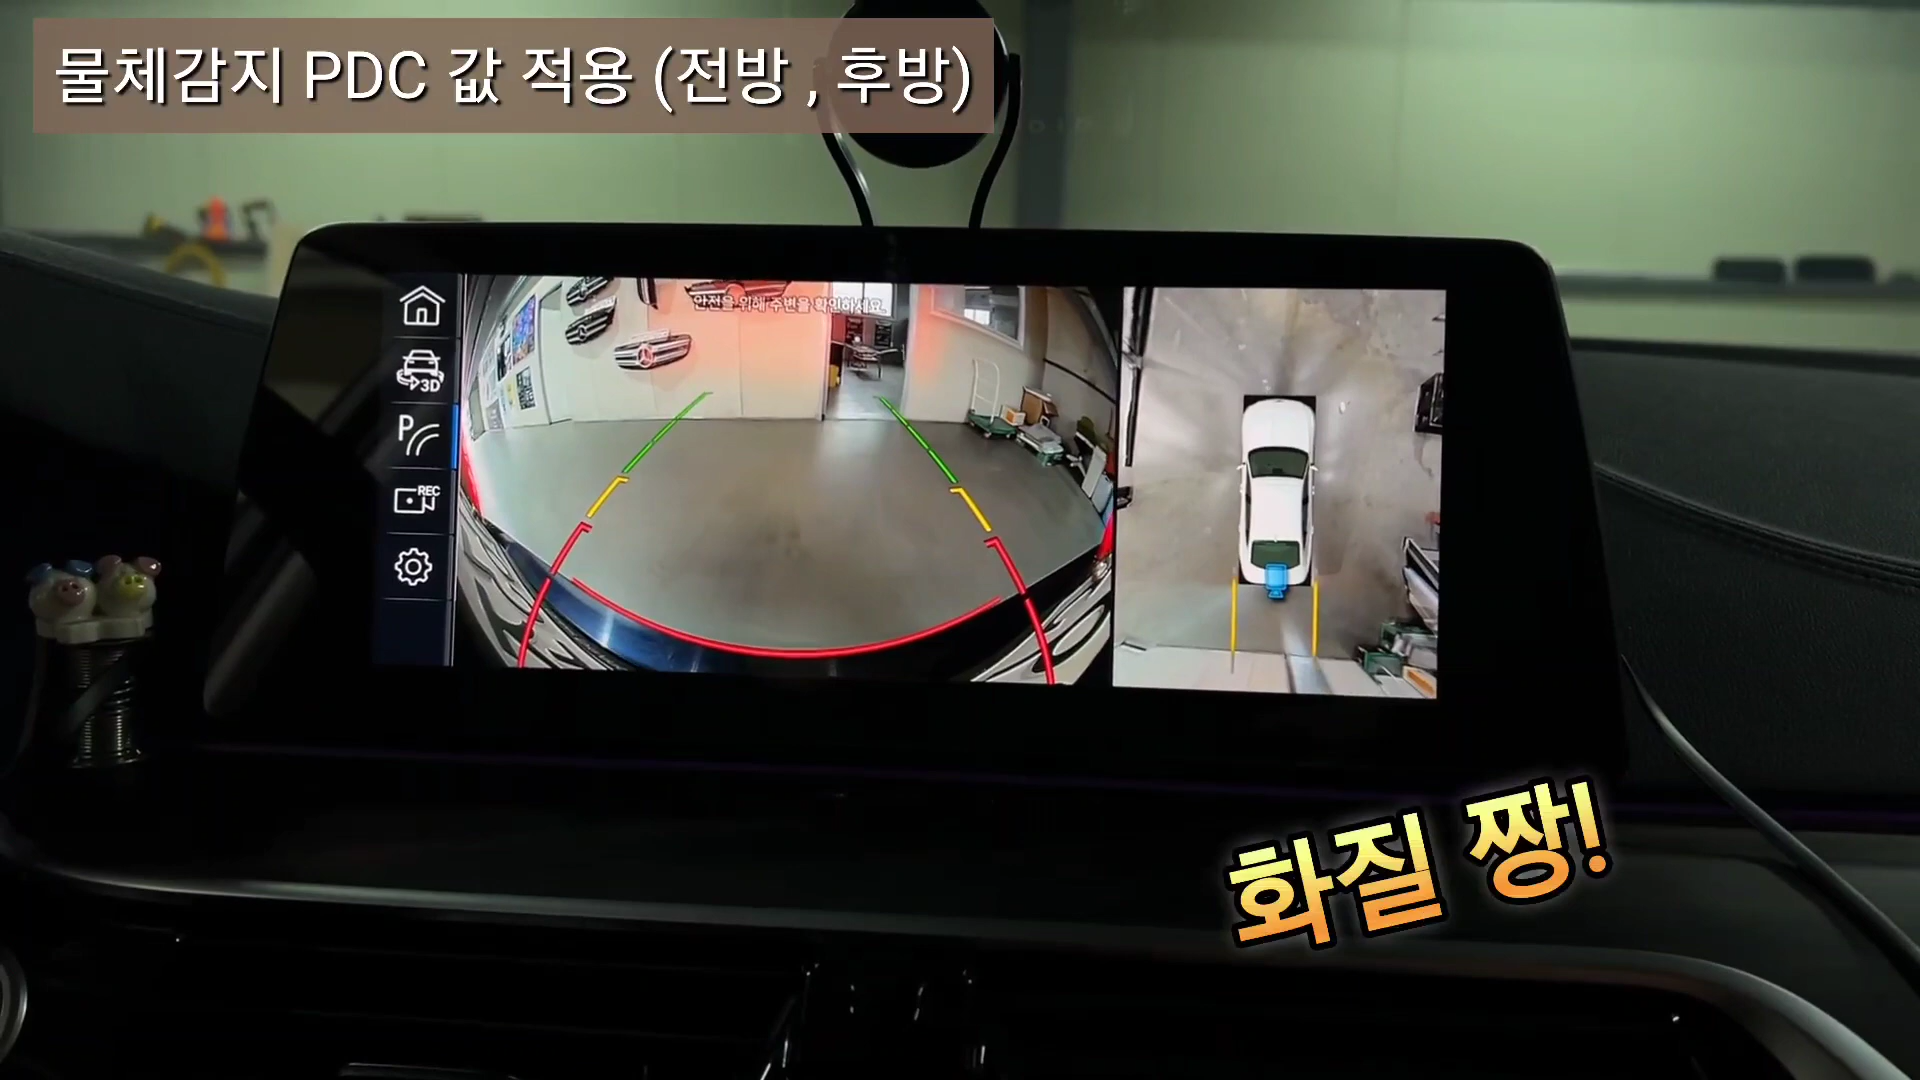 물체감지 PDC 값 적용 (전방 , 후방)
안전을 위해 주변을 확인하세요.
3D
P
REC
화질 짱!